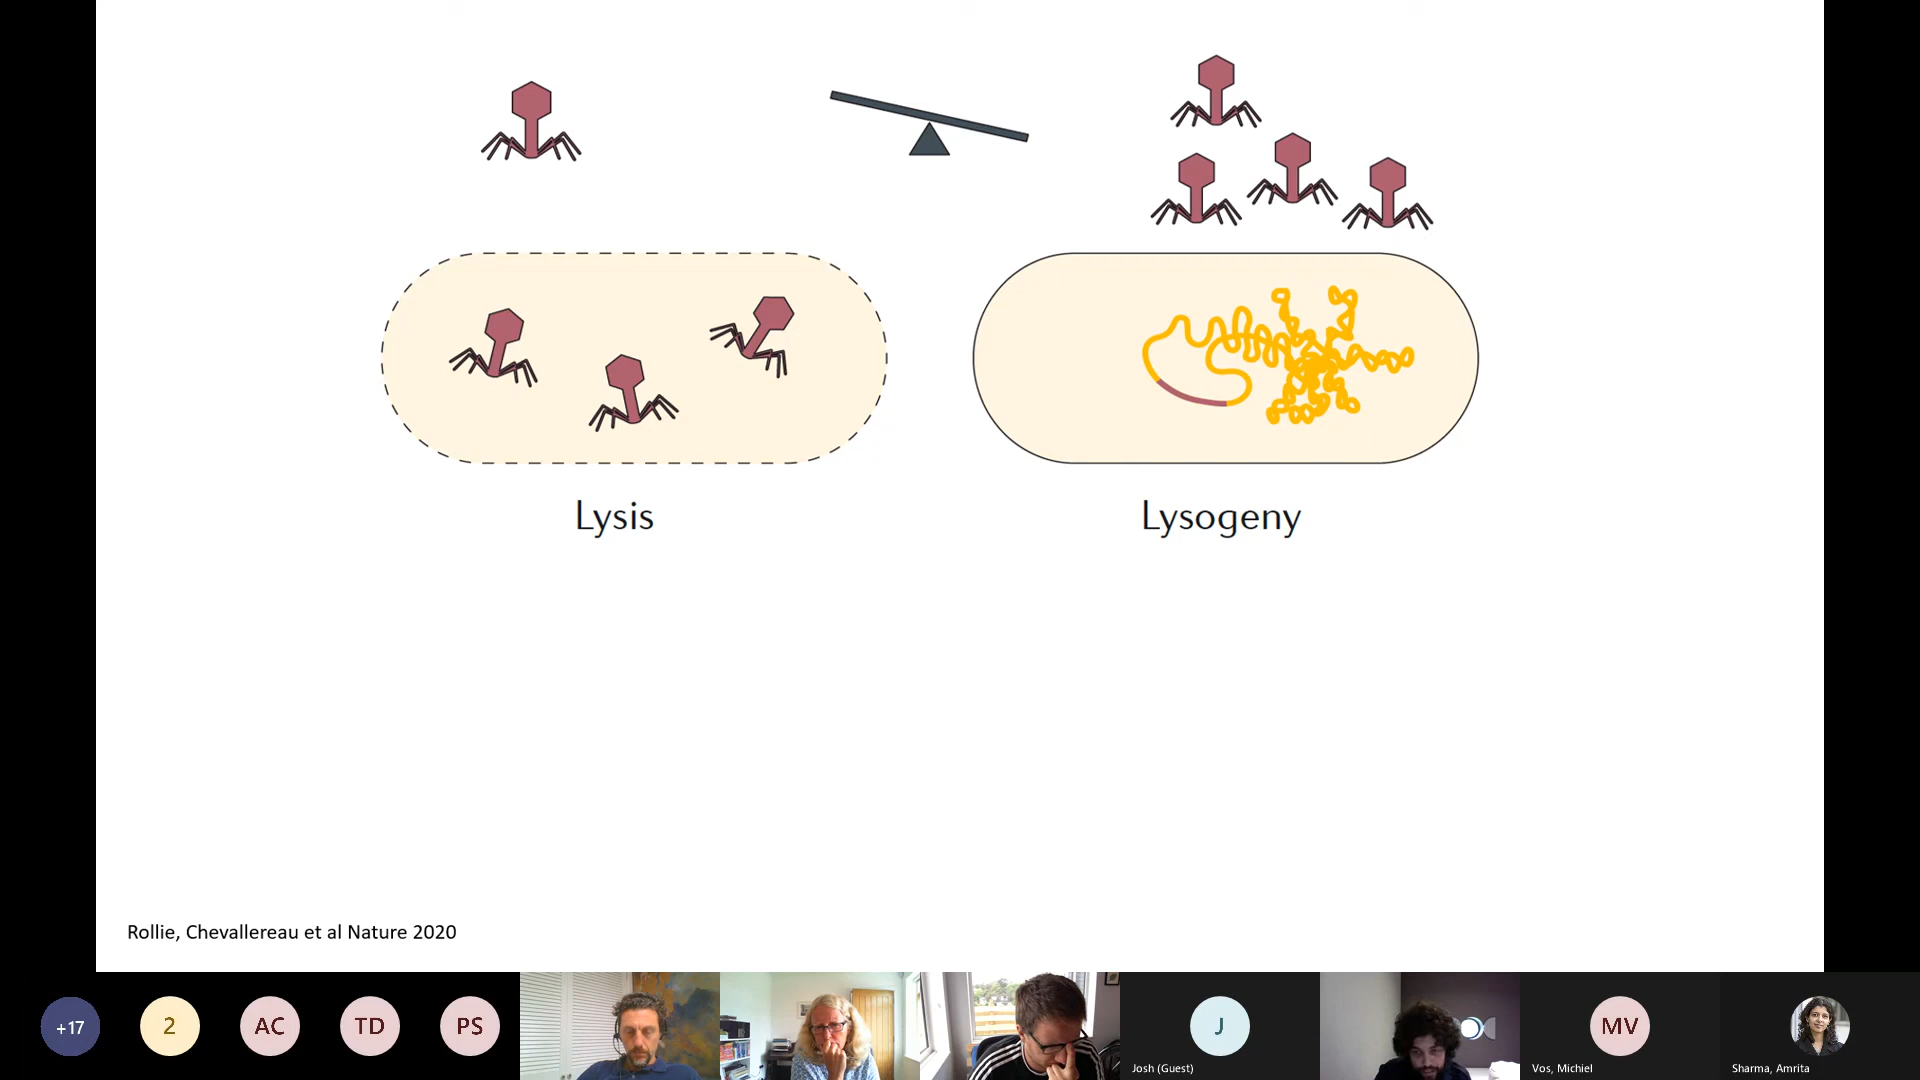 Lysis
Lysogeny
Rollie, Chevallereau et al Nature 2020
+17
2
AC
TD
PS
J
Josh (Guest)
MV
Vos, Michiel
Sharma, Amrita